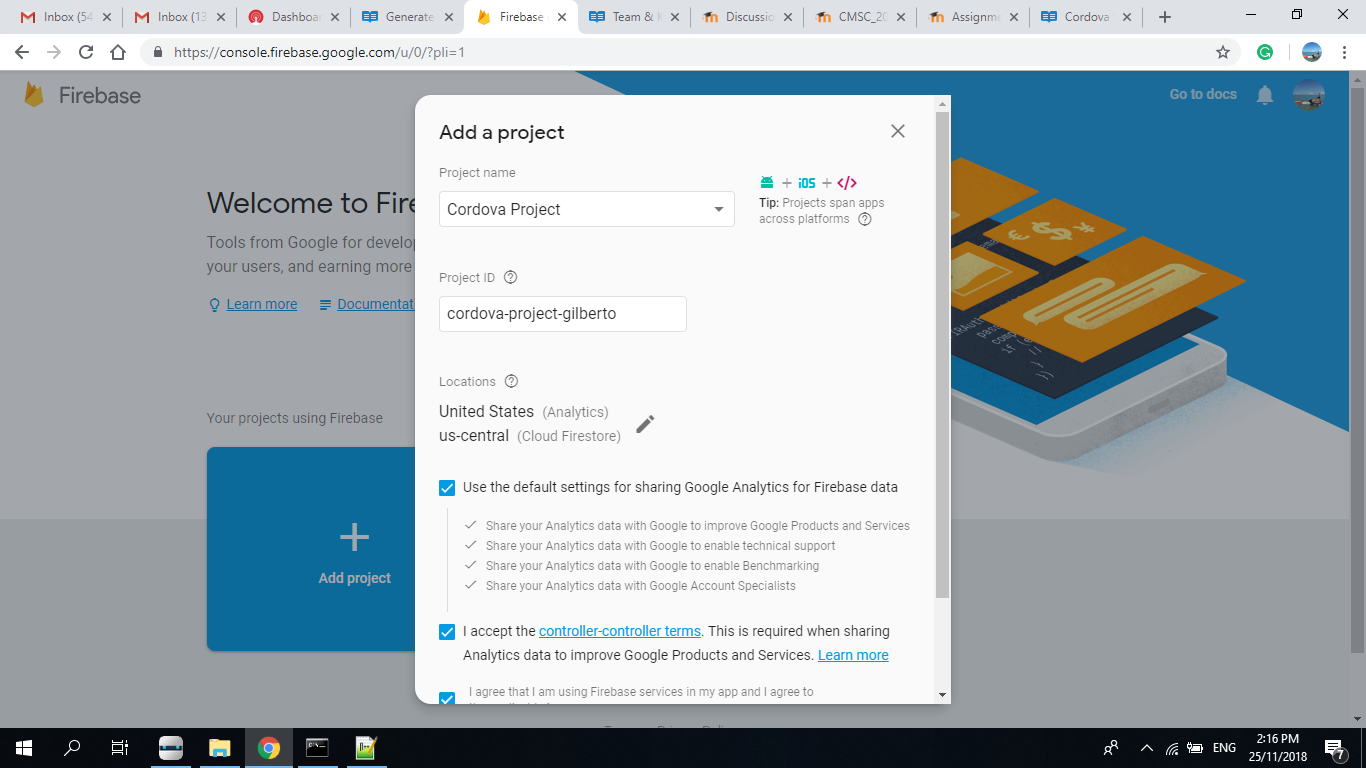 Inbox (54
Inbox (13
Dashboa
Generate
Firebase
Team & K
Discussio
CMSC_20
Assignme
Cordova
https://console.firebase.google.com/u/0/?pli=1
Firebase
Go to docs
Welcome to Fire
Tools from Google for develop
your users, and earning more
Learn more
Documentat
Your projects using Firebase
Add project
Add a project
Project name
Cordova Project
+ iOS + </>
Tip: Projects span apps
across platforms
Project ID
cordova-project-gilberto
Locations
United States (Analytics)
us-central (Cloud Firestore)
Use the default settings for sharing Google Analytics for Firebase data
Share your Analytics data with Google to improve Google Products and Services
Share your Analytics data with Google to enable technical support
Share your Analytics data with Google to enable Benchmarking
Share your Analytics data with Google Account Specialists
I accept the controller-controller terms. This is required when sharing
Analytics data to improve Google Products and Services. Learn more
I agree that I am using Firebase services in my app and I agree to
ENG
2:16 PM
25/11/2018
7